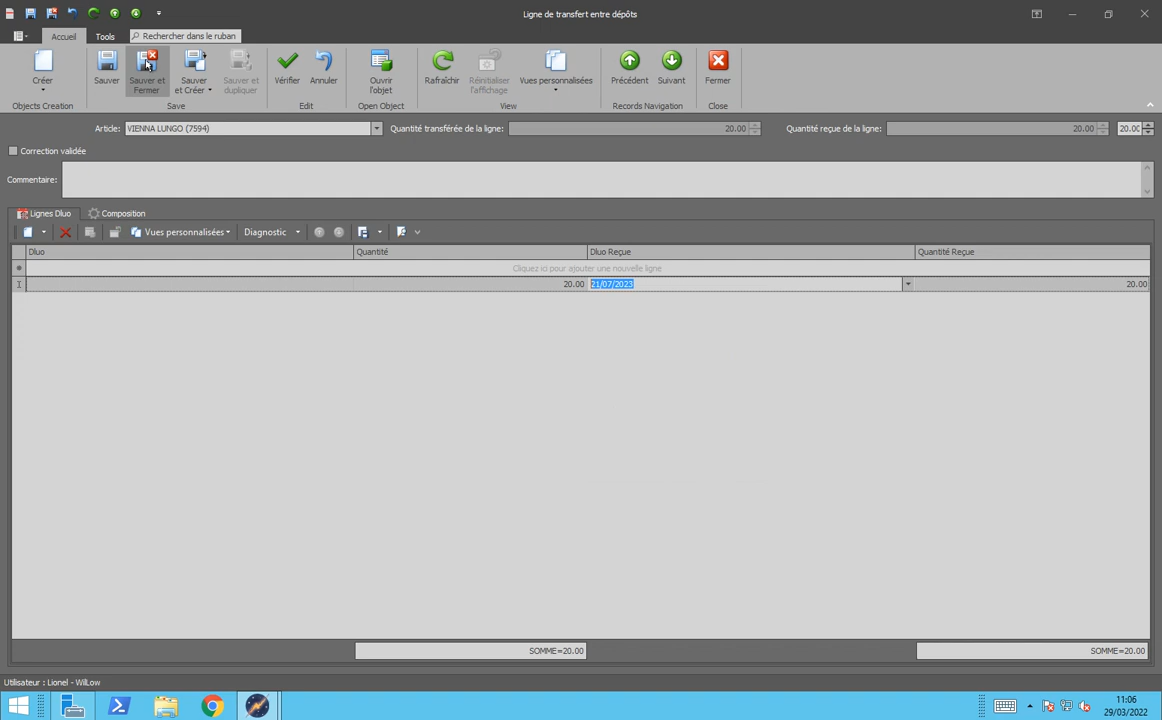 Ligne de transfert entre dépôts
Accueil Tools Rechercher dans le ruban
Créer Sauver Sauver et Fermer Sauver et Créer Sauver et dupliquer Vérifier Annuler Ouvrir l'objet Rafraîchir Réinitialiser l'affichage Vues personnalisées Précédent Suivant Fermer
Objects Creation Save Edit Open Object View Records Navigation Close
Article: VIENNA LUNGO (7594) Quantité transférée de la ligne: 20.00 Quantité reçue de la ligne: 20.00 20.00
Correction validée
Commentaire:
Lignes Dluo Composition
Vues personnalisées Diagnostic
Dluo Quantité Dluo Reçue Quantité Reçue
Cliquez ici pour ajouter une nouvelle ligne
20.00 21/07/2023 20.00
SOMME=20.00 SOMME=20.00
Utilisateur : Lionel - WilLow
11:06
29/03/2022